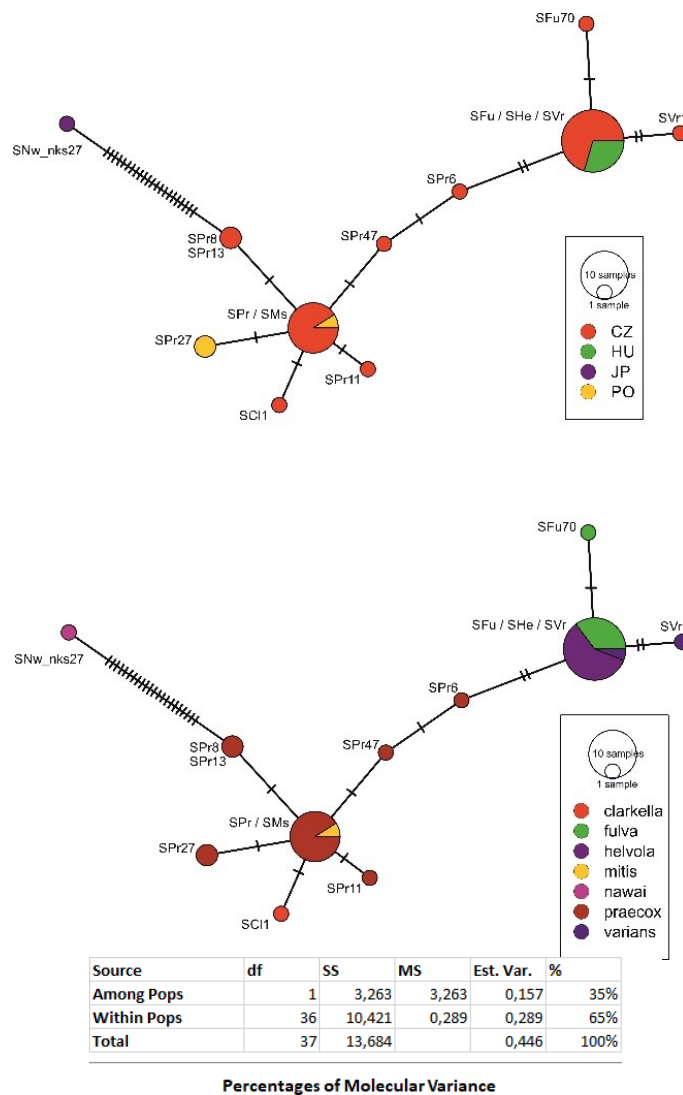 SFu70
SFu / SHe / SVr
SVr
SNw_nks27
SPr6
SPr8
SPr13
SPr47
SPr / SMs
SPr27
SPr11
SCl1
10 samples
1 sample
CZ
HU
JP
PO
SFu70
SFu / SHe / SVr
SVr
SNw_nks27
SPr6
SPr8
SPr13
SPr47
SPr / SMs
SPr27
SPr11
SCl1
10 samples
1 sample
clarkella
fulva
helvola
mitis
nawai
praecox
varians
Source df SS MS Est. Var. %
Among Pops 1 3,263 3,263 0,157 35%
Within Pops 36 10,421 0,289 0,289 65%
Total 37 13,684 0,446 100%
Percentages of Molecular Variance